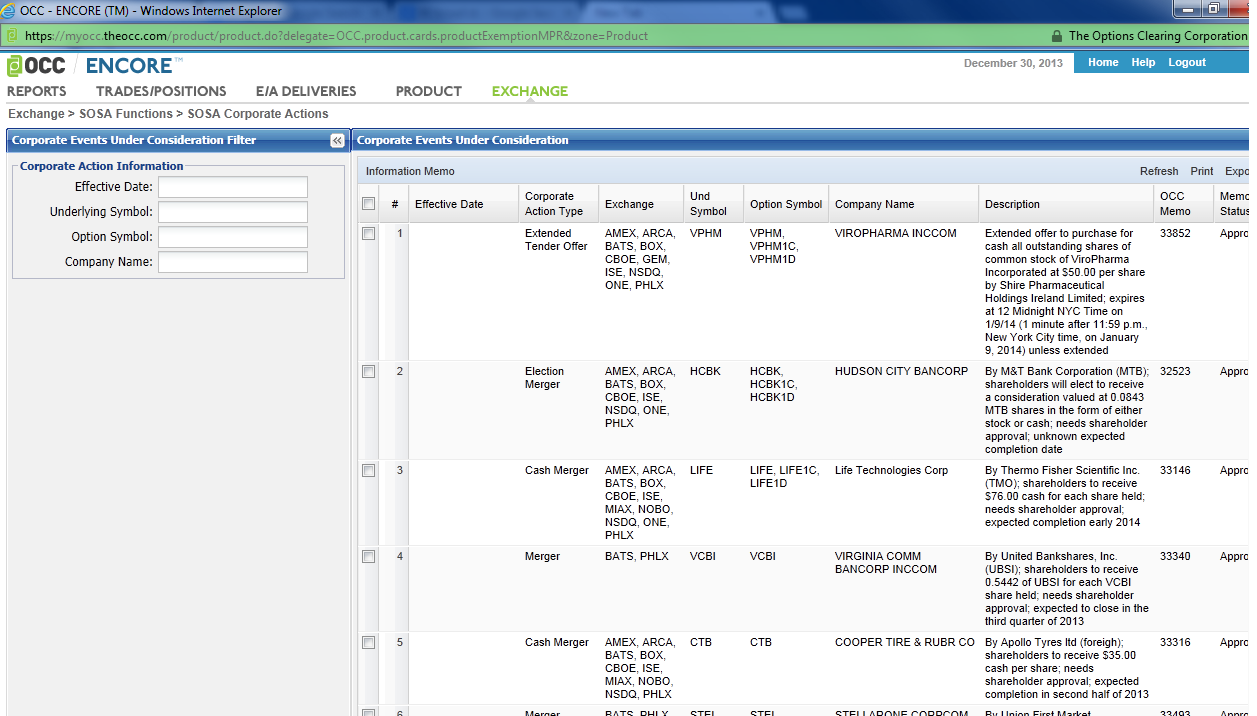 OCC - ENCORE (TM) - Windows Internet Explorer
https://myocc.theocc.com/product/product.do?delegate=OCC.product.cards.productExemptionMPR&zone=Product
The Options Clearing Corporation
OCC ENCORE™
December 30, 2013
Home Help Logout
REPORTS TRADES/POSITIONS E/A DELIVERIES PRODUCT EXCHANGE
Exchange > SOSA Functions > SOSA Corporate Actions
Corporate Events Under Consideration Filter
Corporate Action Information
Effective Date:
Underlying Symbol:
Option Symbol:
Company Name:
Corporate Events Under Consideration
Information Memo
Refresh Print Expo
# Effective Date Corporate Action Type Exchange Und Symbol Option Symbol Company Name Description OCC Memo Memo Status
1 Extended Tender Offer AMEX, ARCA, BATS, BOX, CBOE, GEM, ISE, NSDQ, ONE, PHLX VPHM VPHM, VPHM1C, VPHM1D VIROPHARMA INCCOM Extended offer to purchase for cash all outstanding shares of common stock of ViroPharma Incorporated at $50.00 per share by Shire Pharmaceutical Holdings Ireland Limited; expires at 12 Midnight NYC Time on 1/9/14 (1 minute after 11:59 p.m., New York City time, on January 9, 2014) unless extended 33852 Appro
2 Election Merger AMEX, ARCA, BATS, BOX, CBOE, ISE, NSDQ, ONE, PHLX HCBK HCBK, HCBK1C, HCBK1D HUDSON CITY BANCORP By M&T Bank Corporation (MTB); shareholders will elect to receive a consideration valued at 0.0843 MTB shares in the form of either stock or cash; needs shareholder approval; unknown expected completion date 32523 Appro
3 Cash Merger AMEX, ARCA, BATS, BOX, CBOE, ISE, MIAX, NOBO, NSDQ, ONE, PHLX LIFE LIFE, LIFE1C, LIFE1D Life Technologies Corp By Thermo Fisher Scientific Inc. (TMO); shareholders to receive $76.00 cash for each share held; needs shareholder approval; expected completion early 2014 33146 Appro
4 Merger BATS, PHLX VCBI VCBI VIRGINIA COMM BANCORP INCCOM By United Bankshares, Inc. (UBSI); shareholders to receive 0.5442 of UBSI for each VCBI share held; needs shareholder approval; expected to close in the third quarter of 2013 33340 Appro
5 Cash Merger AMEX, ARCA, BATS, BOX, CBOE, ISE, MIAX, NOBO, NSDQ, PHLX CTB CTB COOPER TIRE & RUBR CO By Apollo Tyres ltd (foreigh); shareholders to receive $35.00 cash per share; needs shareholder approval; expected completion in second half of 2013 33316 Appro
6 Merger BATS, PHLX STEL STEL STELLARONE CORPCOM By Union First Market 33493 Appro